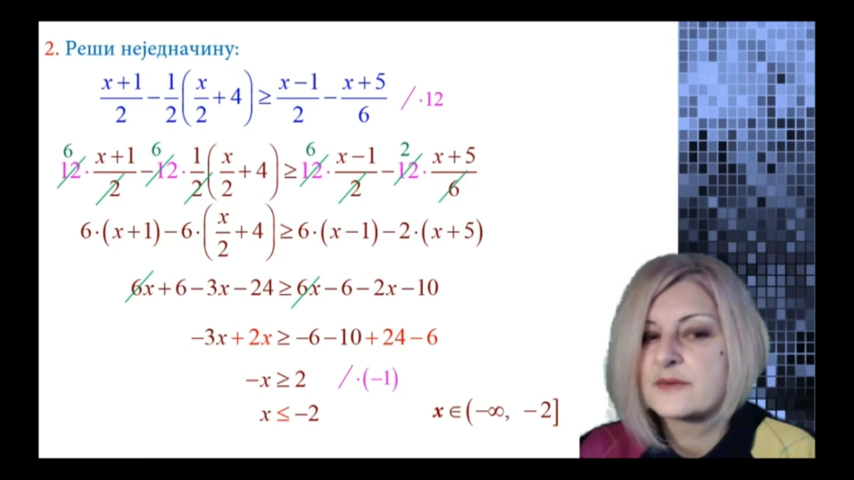 2. Реши неједначину:
(x+1)/2 − 1/2(x/2 + 4) ≥ (x−1)/2 − (x+5)/6 / ·12
6 6 6 2
12 · (x+1)/2 − 12 · 1/2(x/2 + 4) ≥ 12 · (x−1)/2 − 12 · (x+5)/6
6·(x+1) − 6·(x/2 + 4) ≥ 6·(x−1) − 2·(x+5)
6x + 6 − 3x − 24 ≥ 6x − 6 − 2x − 10
−3x + 2x ≥ −6 − 10 + 24 − 6
−x ≥ 2 / ·(−1)
x ≤ −2 x ∈ (−∞, −2]